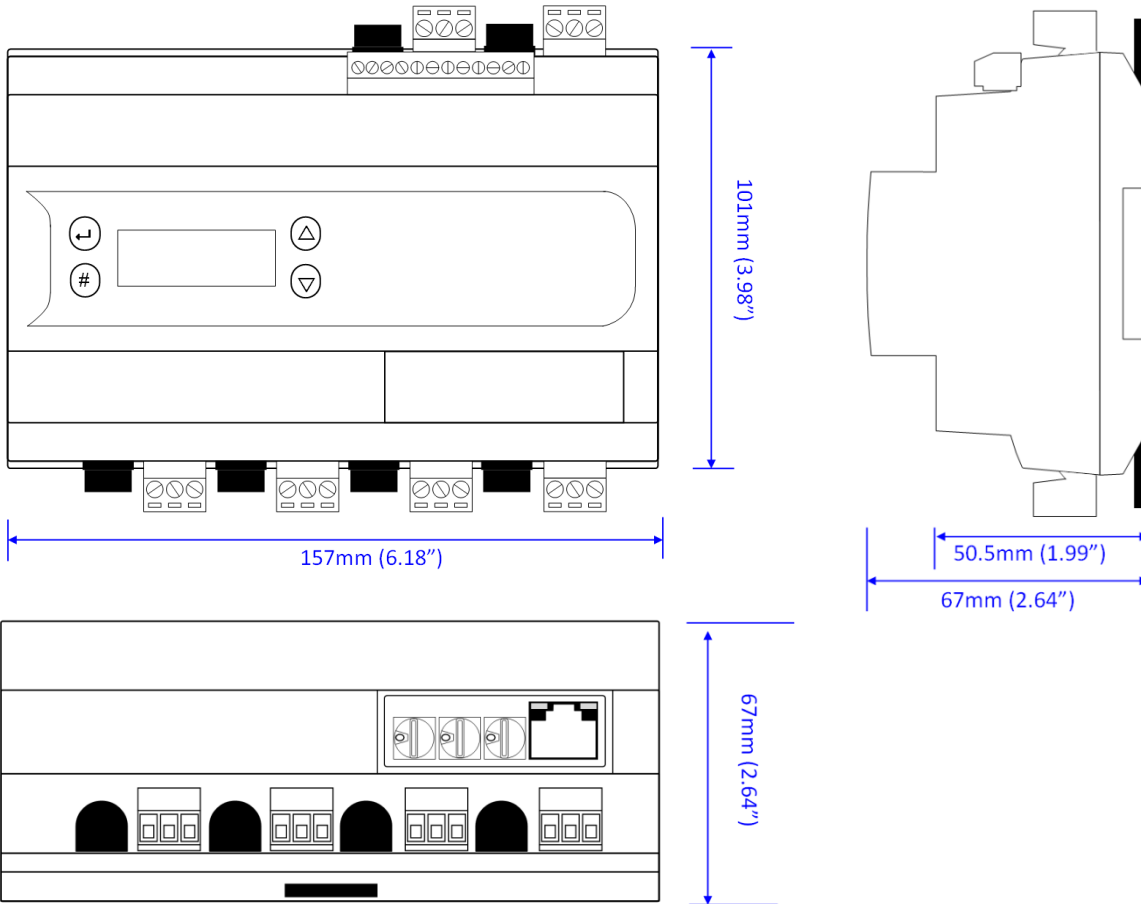 #
101mm (3.98”)
157mm (6.18”)
50.5mm (1.99”)
67mm (2.64”)
67mm (2.64”)